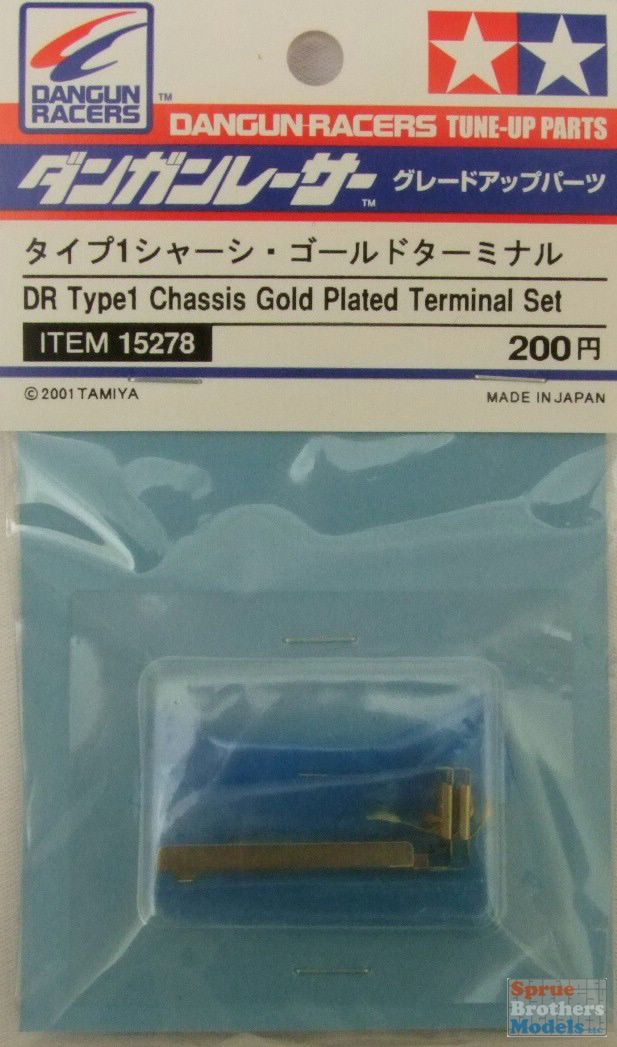 DANGUN
RACERS
TM
DANGUN-RACERS TUNE-UP PARTS
ダンガンレーサー TM グレードアップパーツ
タイプ1シャーシ・ゴールドターミナル
DR Type1 Chassis Gold Plated Terminal Set
ITEM 15278 200円
©2001 TAMIYA MADE IN JAPAN
Sprue
Brothers
Models LLC